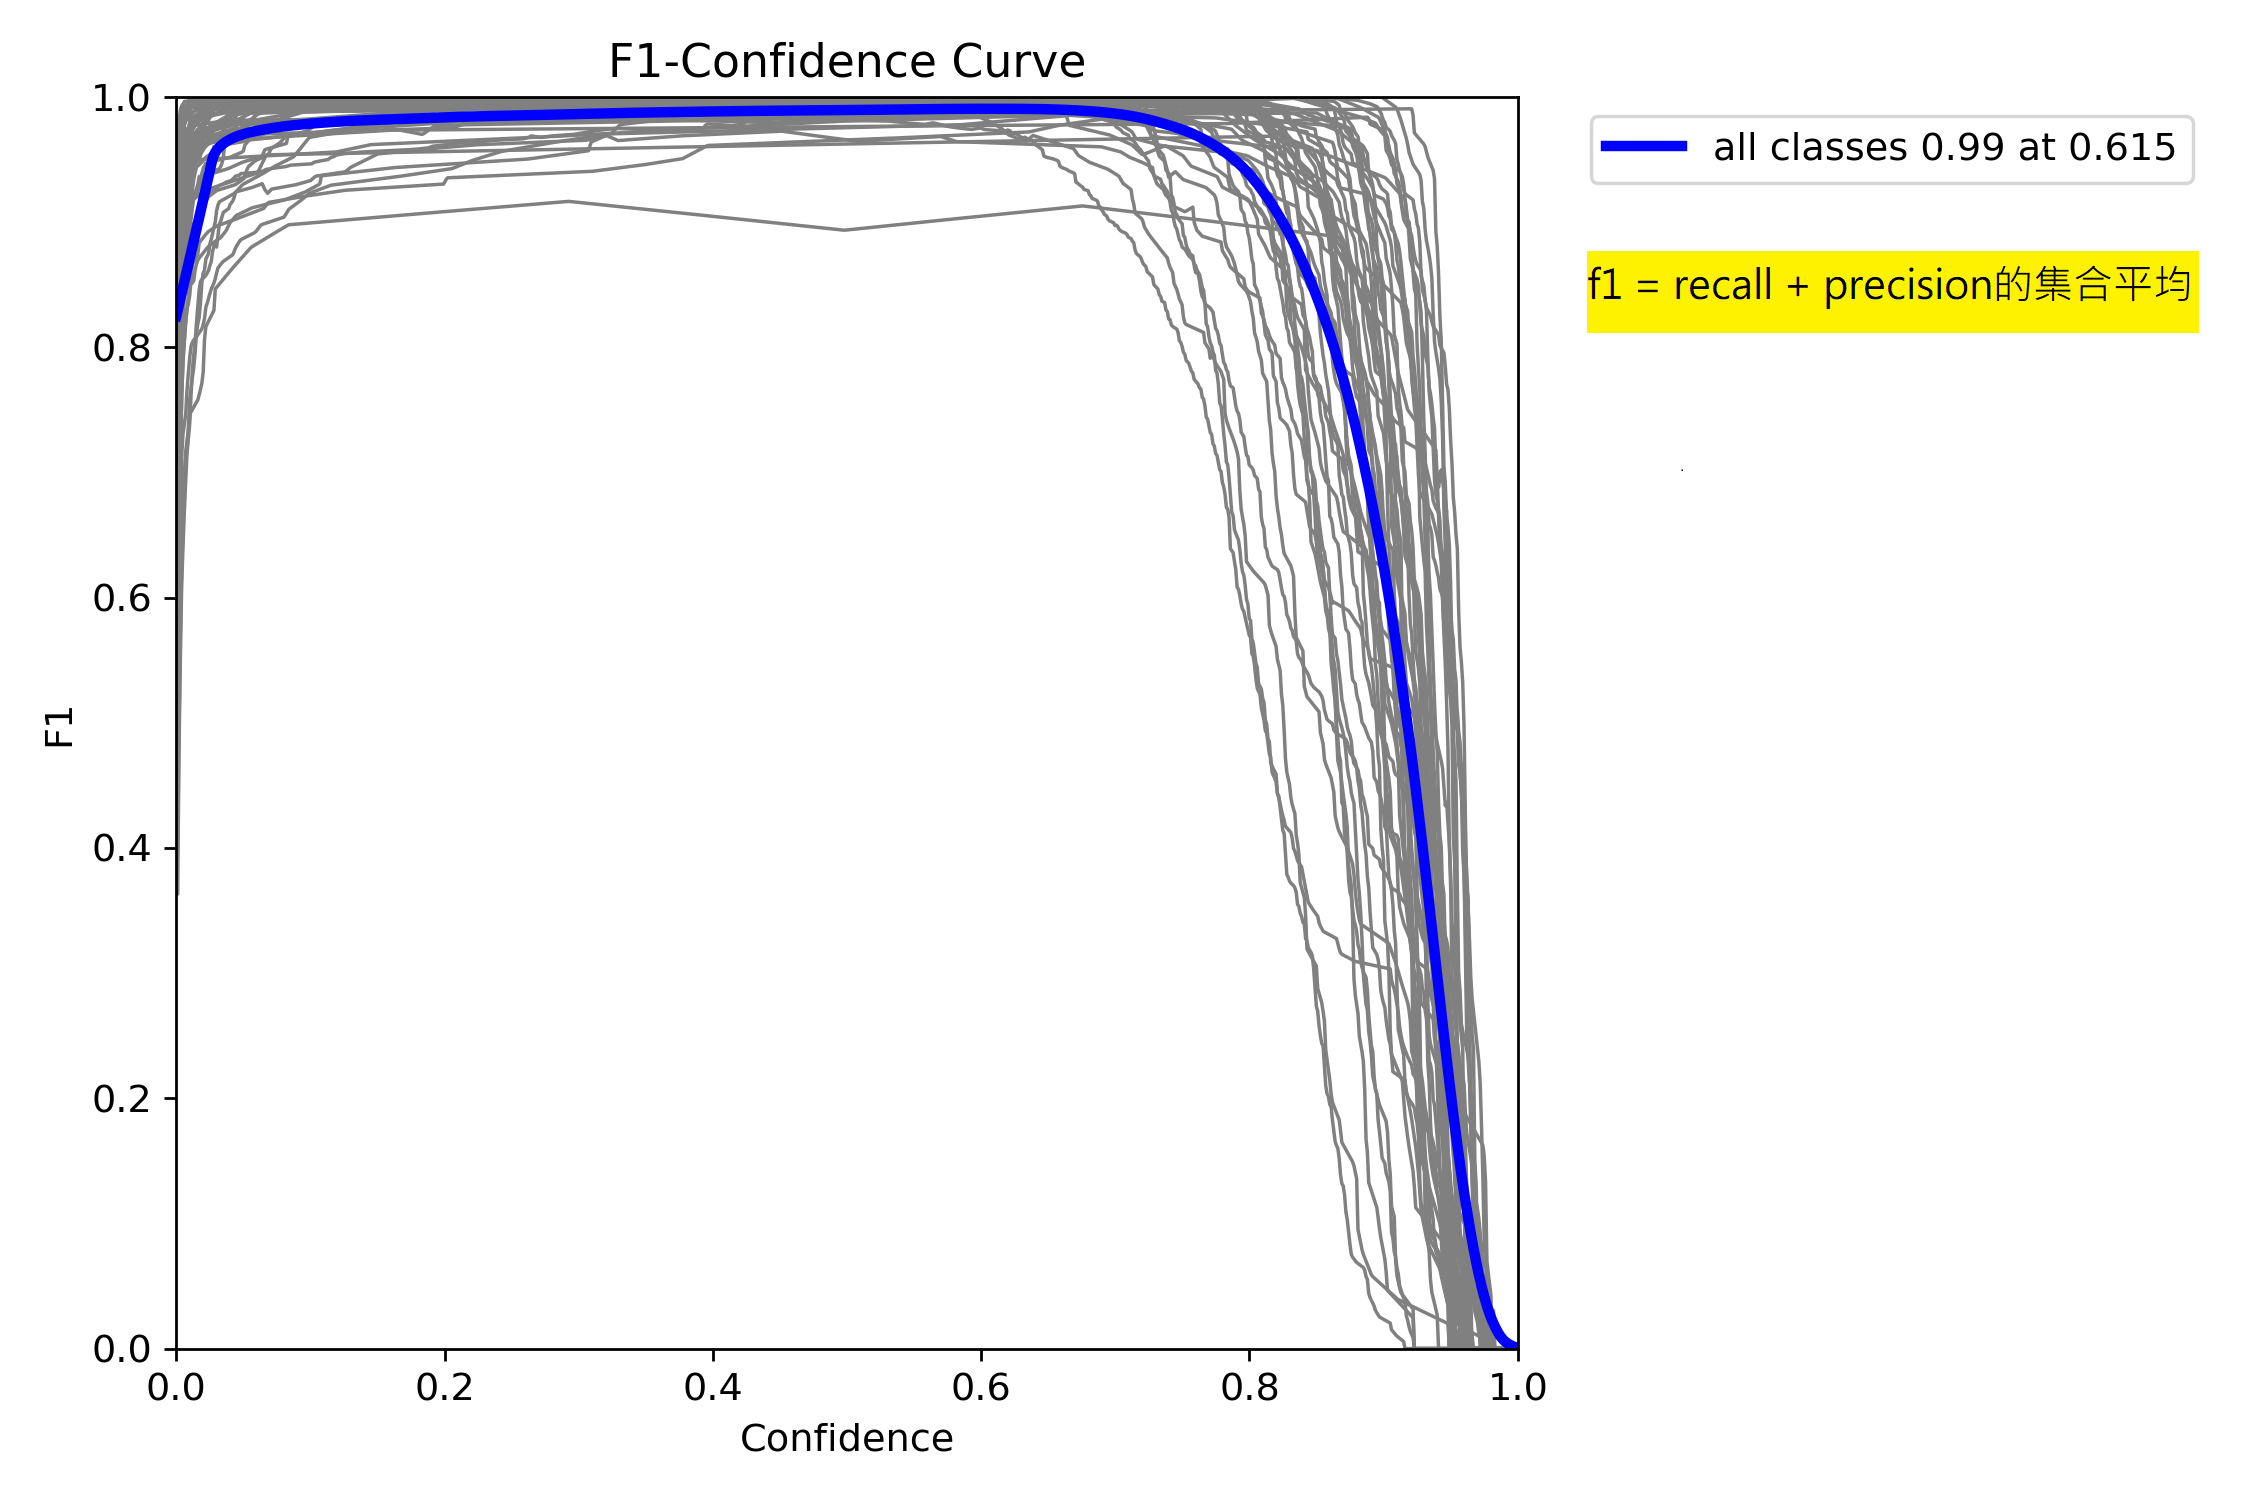 F1-Confidence Curve
1.0
0.8
0.6
0.4
0.2
0.0
F1
0.0 0.2 0.4 0.6 0.8 1.0
Confidence
all classes 0.99 at 0.615
f1 = recall + precision的集合平均